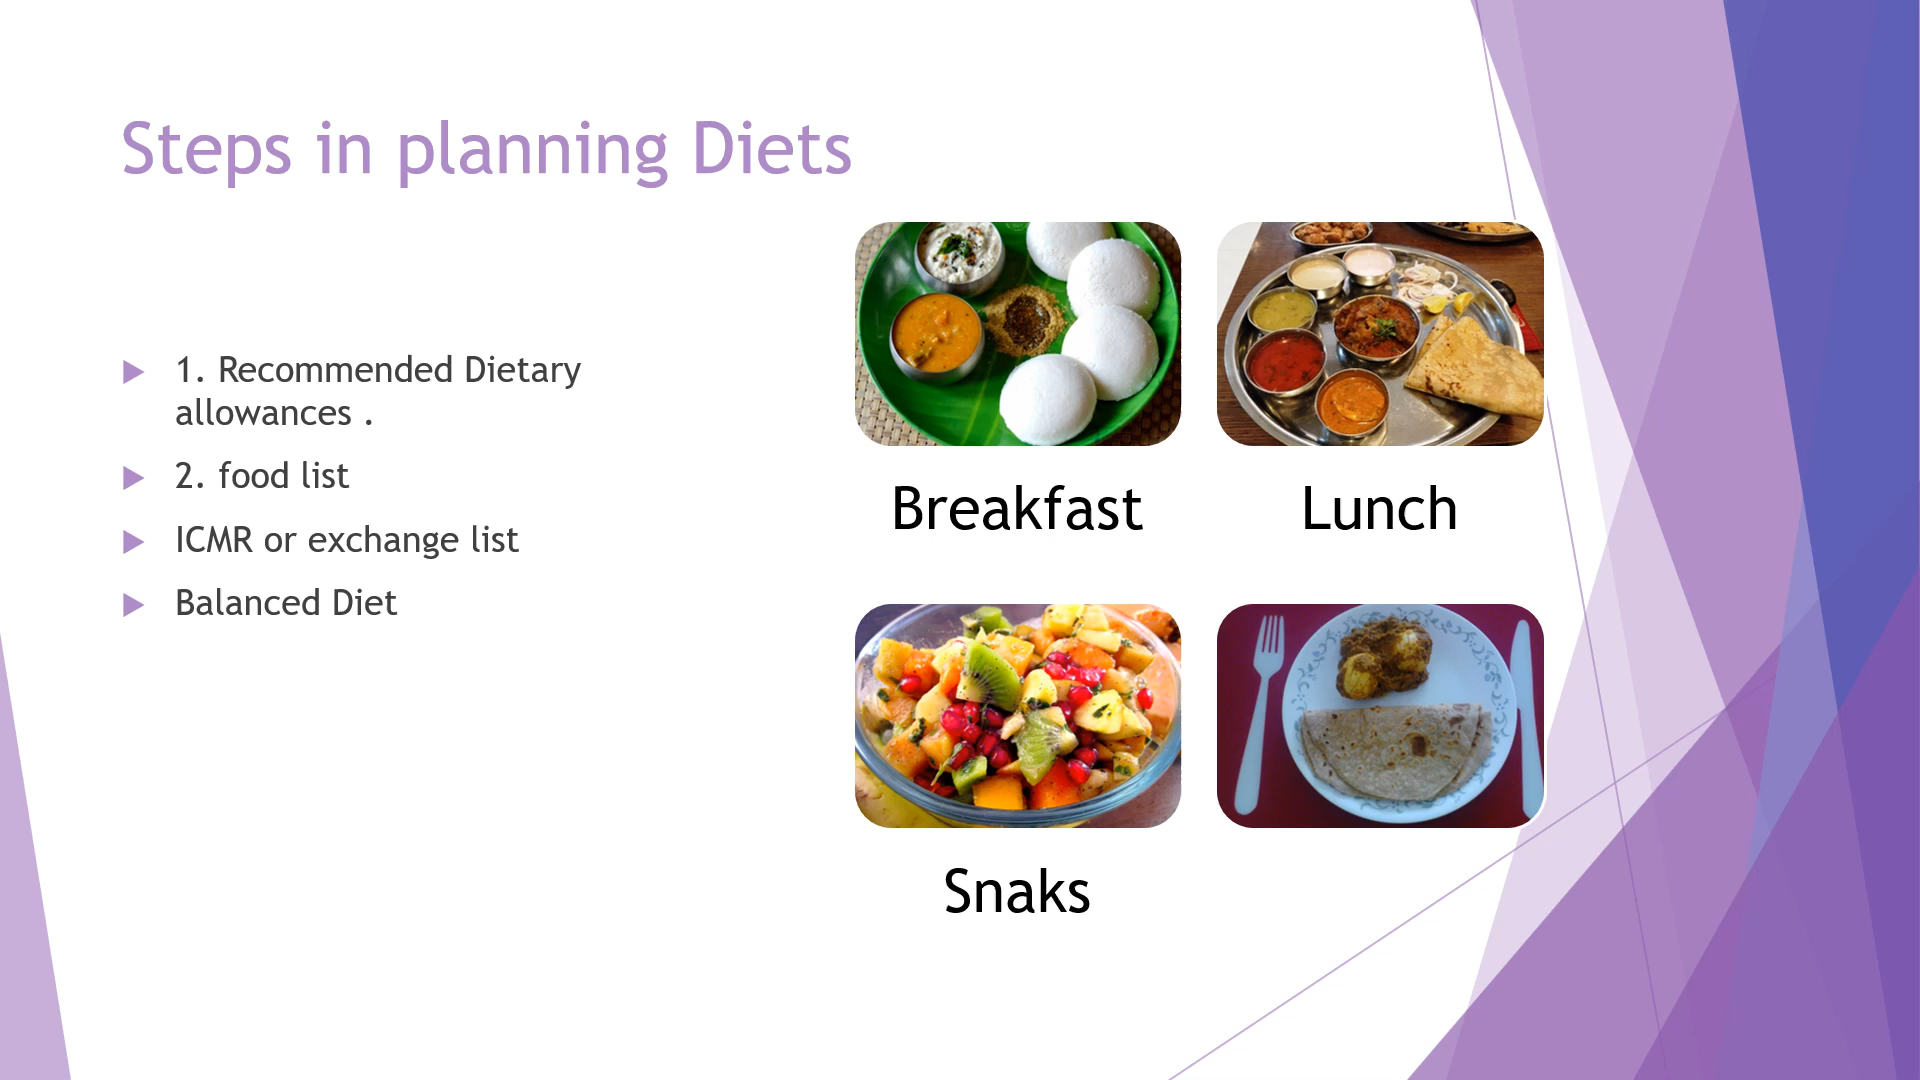 Steps in planning Diets
1. Recommended Dietary
allowances .
2. food list
ICMR or exchange list
Balanced Diet
Breakfast
Lunch
Snaks